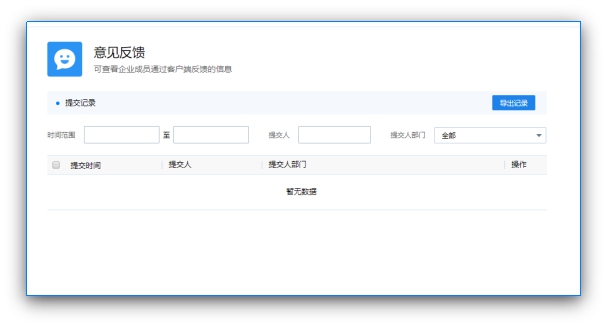 意见反馈
可查看企业成员通过客户端反馈的信息
提交记录 导出记录
时间范围 至 提交人 提交人部门 全部
提交时间 提交人 提交人部门 操作
暂无数据